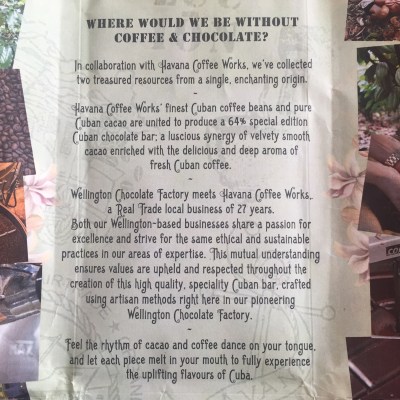 WHERE WOULD WE BE WITHOUT
COFFEE & CHOCOLATE?
In collaboration with Havana Coffee Works, we've collected
two treasured resources from a single, enchanting origin.
~
Havana Coffee Works' finest Cuban coffee beans and pure
Cuban cacao are united to produce a 64% special edition
Cuban chocolate bar; a luscious synergy of velvety smooth
cacao enriched with the delicious and deep aroma of
fresh Cuban coffee.
~
Wellington Chocolate Factory meets Havana Coffee Works,
a Real Trade local business of 27 years.
Both our Wellington-based businesses share a passion for
excellence and strive for the same ethical and sustainable
practices in our areas of expertise. This mutual understanding
ensures values are upheld and respected throughout the
creation of this high quality, speciality Cuban bar, crafted
using artisan methods right here in our pioneering
Wellington Chocolate Factory.
~
Feel the rhythm of cacao and coffee dance on your tongue,
and let each piece melt in your mouth to fully experience
the uplifting flavours of Cuba.